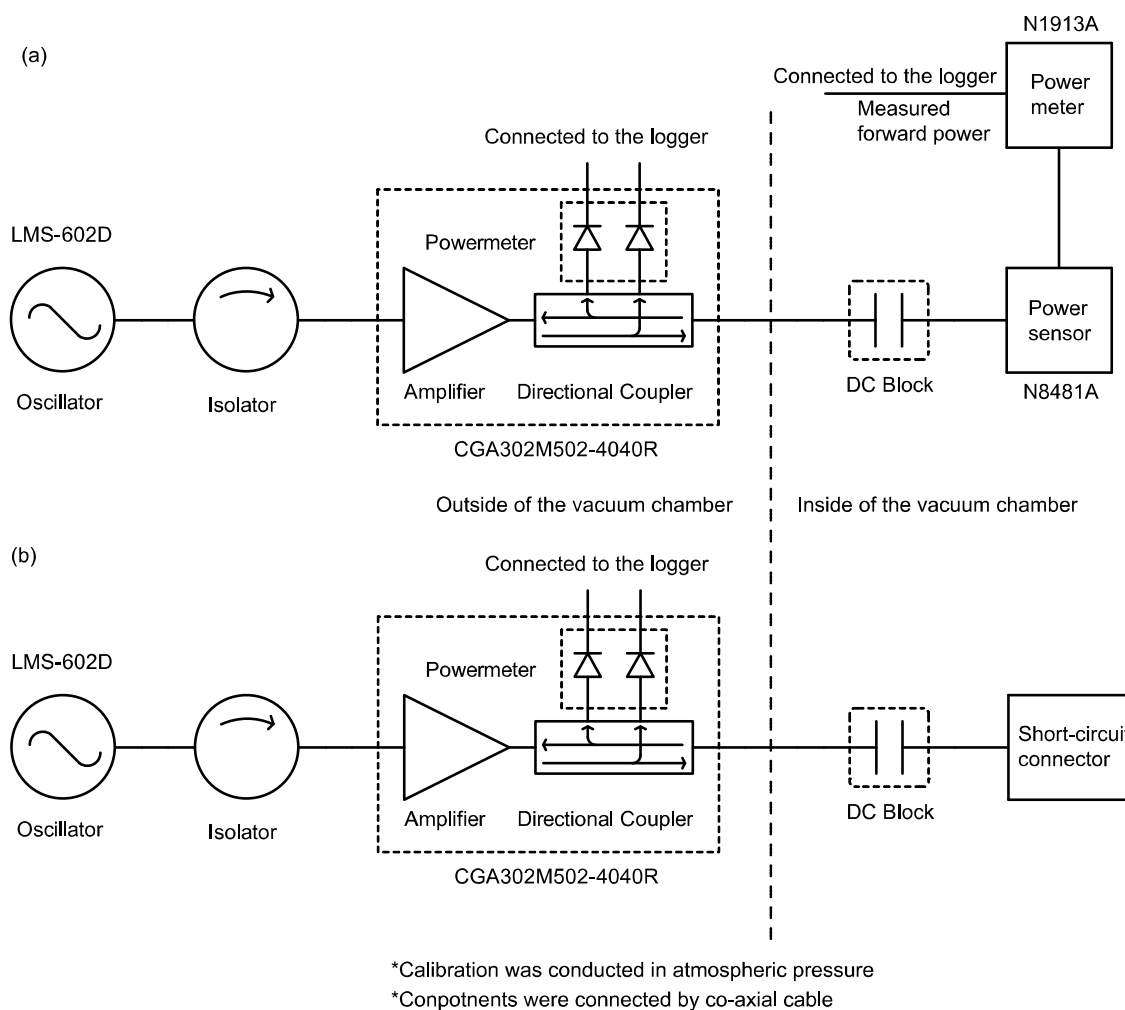 (a)
N1913A
Connected to the logger
Power
meter
Measured
forward power
Connected to the logger
LMS-602D
Powermeter
Power
sensor
Amplifier
Directional Coupler
DC Block
N8481A
Oscillator
Isolator
CGA302M502-4040R
Outside of the vacuum chamber
Inside of the vacuum chamber
(b)
Connected to the logger
LMS-602D
Powermeter
Short-circuit
connector
Amplifier
Directional Coupler
DC Block
Oscillator
Isolator
CGA302M502-4040R
*Calibration was conducted in atmospheric pressure
*Conpotnents were connected by co-axial cable